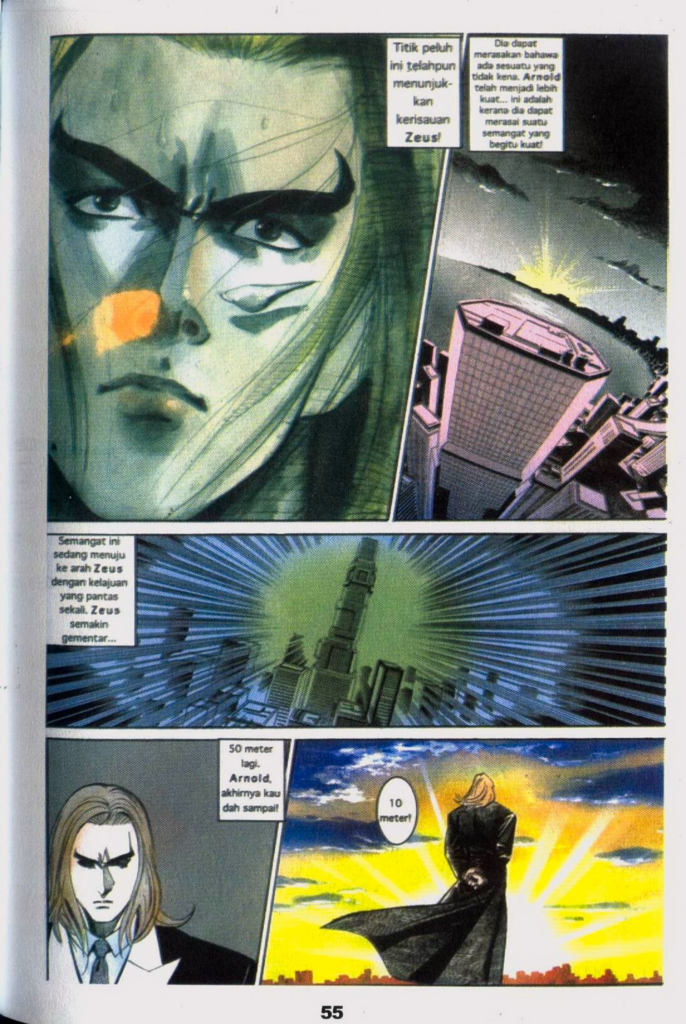 Titik peluh
ini telahpun
menunjuk-
kan
kerisauan
Zeus!
Dia dapat
merasakan bahawa
ada sesuatu yang
tidak kena. Arnold
telah menjadi lebih
kuat... ini adalah
kerana dia dapat
merasai suatu
semangat yang
begitu kuat!
Semangat ini
sedang menuju
ke arah Zeus
dengan kelajuan
yang pantas
sekali. Zeus
semakin
gementar...
50 meter
lagi.
Arnold,
akhirnya kau
dah sampai!
10
meter!
55